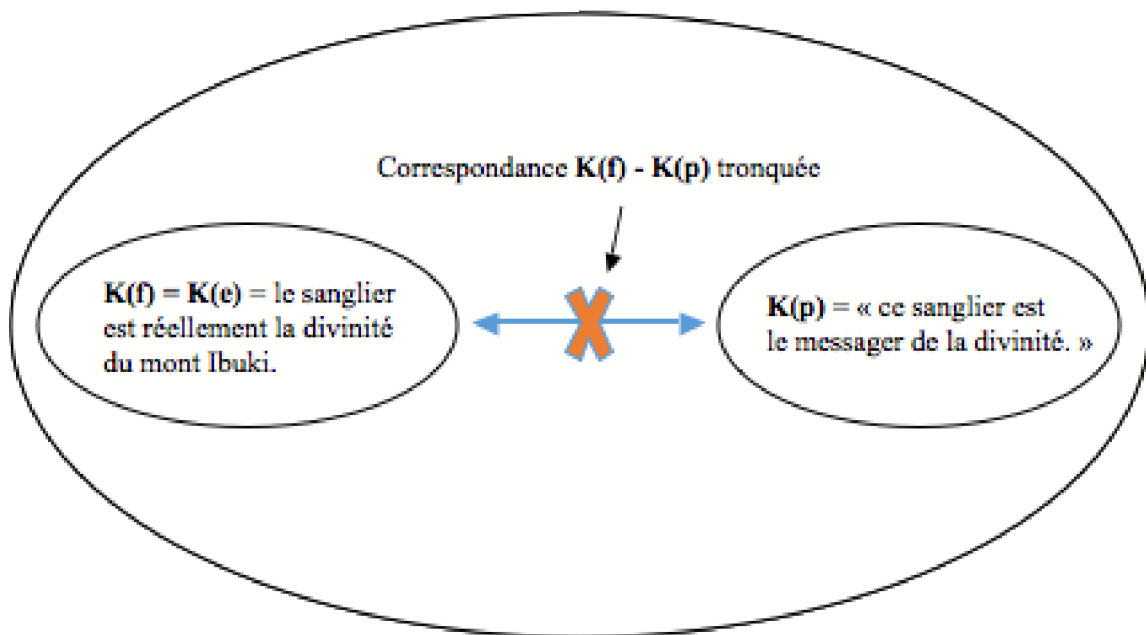 Correspondance K(f) - K(p) tronquée
K(f) = K(e) = le sanglier
est réellement la divinité
du mont Ibuki.
K(p) = « ce sanglier est
le messager de la divinité. »